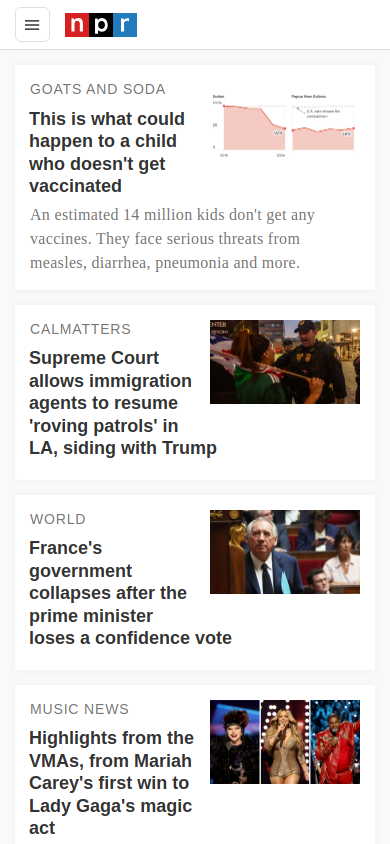 npr
GOATS AND SODA
This is what could
happen to a child
who doesn't get
vaccinated
An estimated 14 million kids don't get any
vaccines. They face serious threats from
measles, diarrhea, pneumonia and more.
CALMATTERS
Supreme Court
allows immigration
agents to resume
'roving patrols' in
LA, siding with Trump
WORLD
France's
government
collapses after the
prime minister
loses a confidence vote
MUSIC NEWS
Highlights from the
VMAs, from Mariah
Carey's first win to
Lady Gaga's magic
act